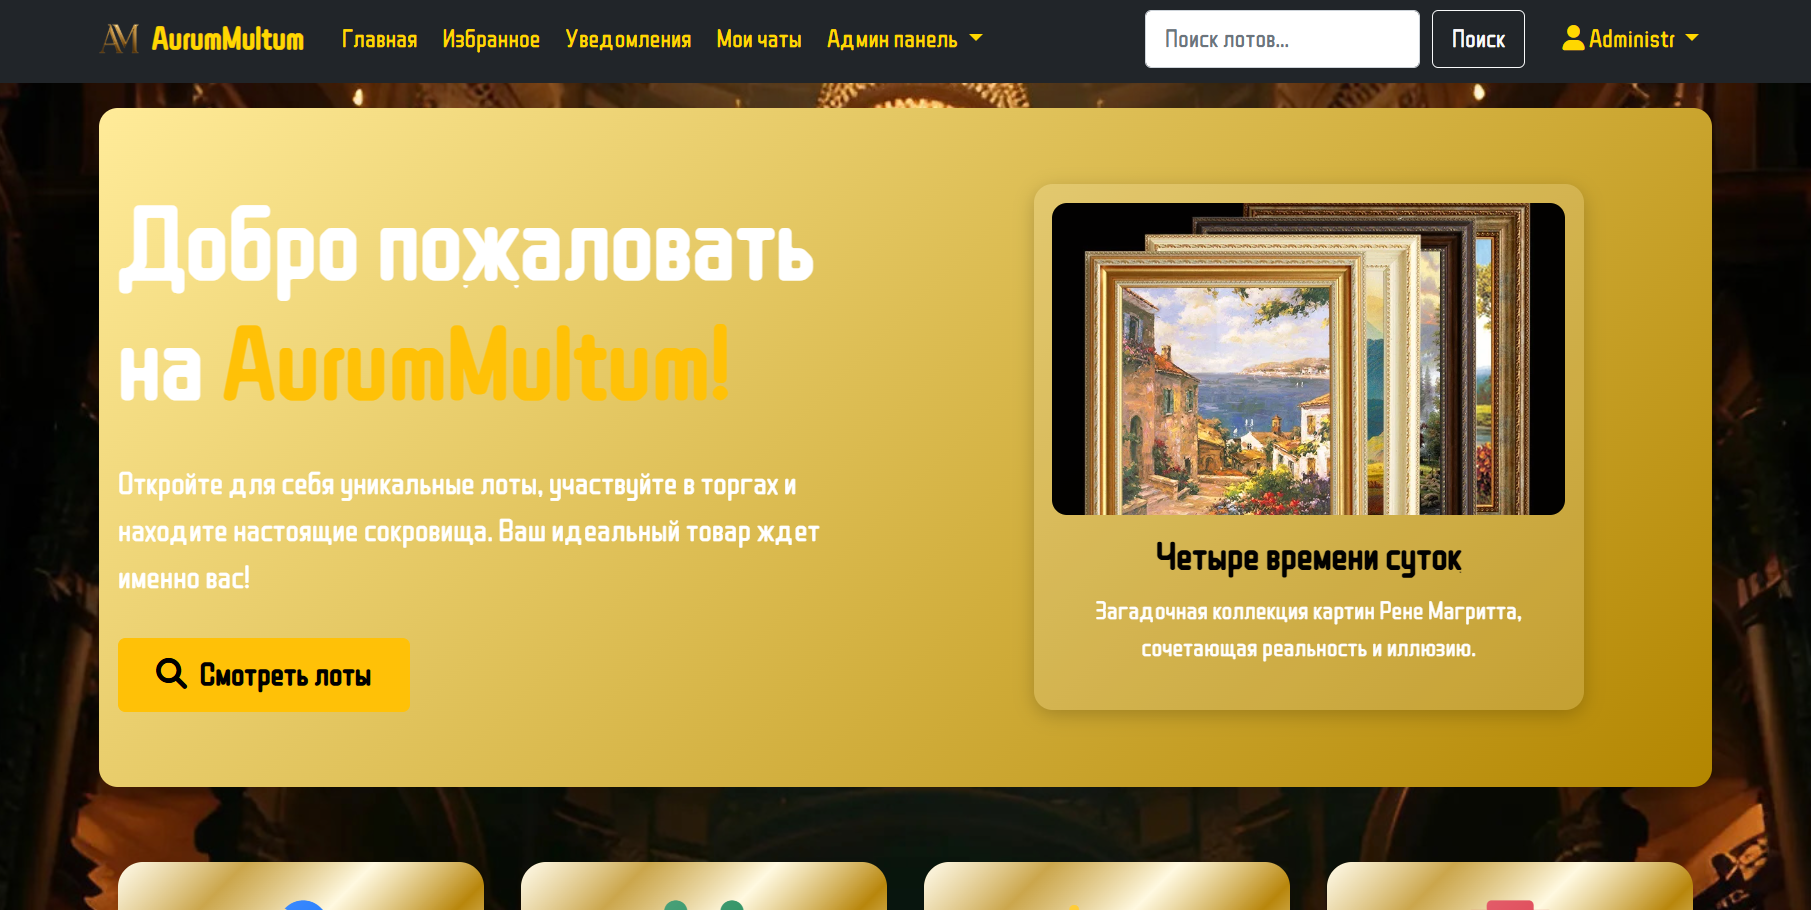 AM AurumMultum Главная Избранное Уведомления Мои чаты Админ панель Поиск лотов... Поиск Administr
Добро пожаловать
на AurumMultum!
Откройте для себя уникальные лоты, участвуйте в торгах и
находите настоящие сокровища. Ваш идеальный товар ждет
именно вас!
Смотреть лоты
Четыре времени суток
Загадочная коллекция картин Рене Магритта,
сочетающая реальность и иллюзию.